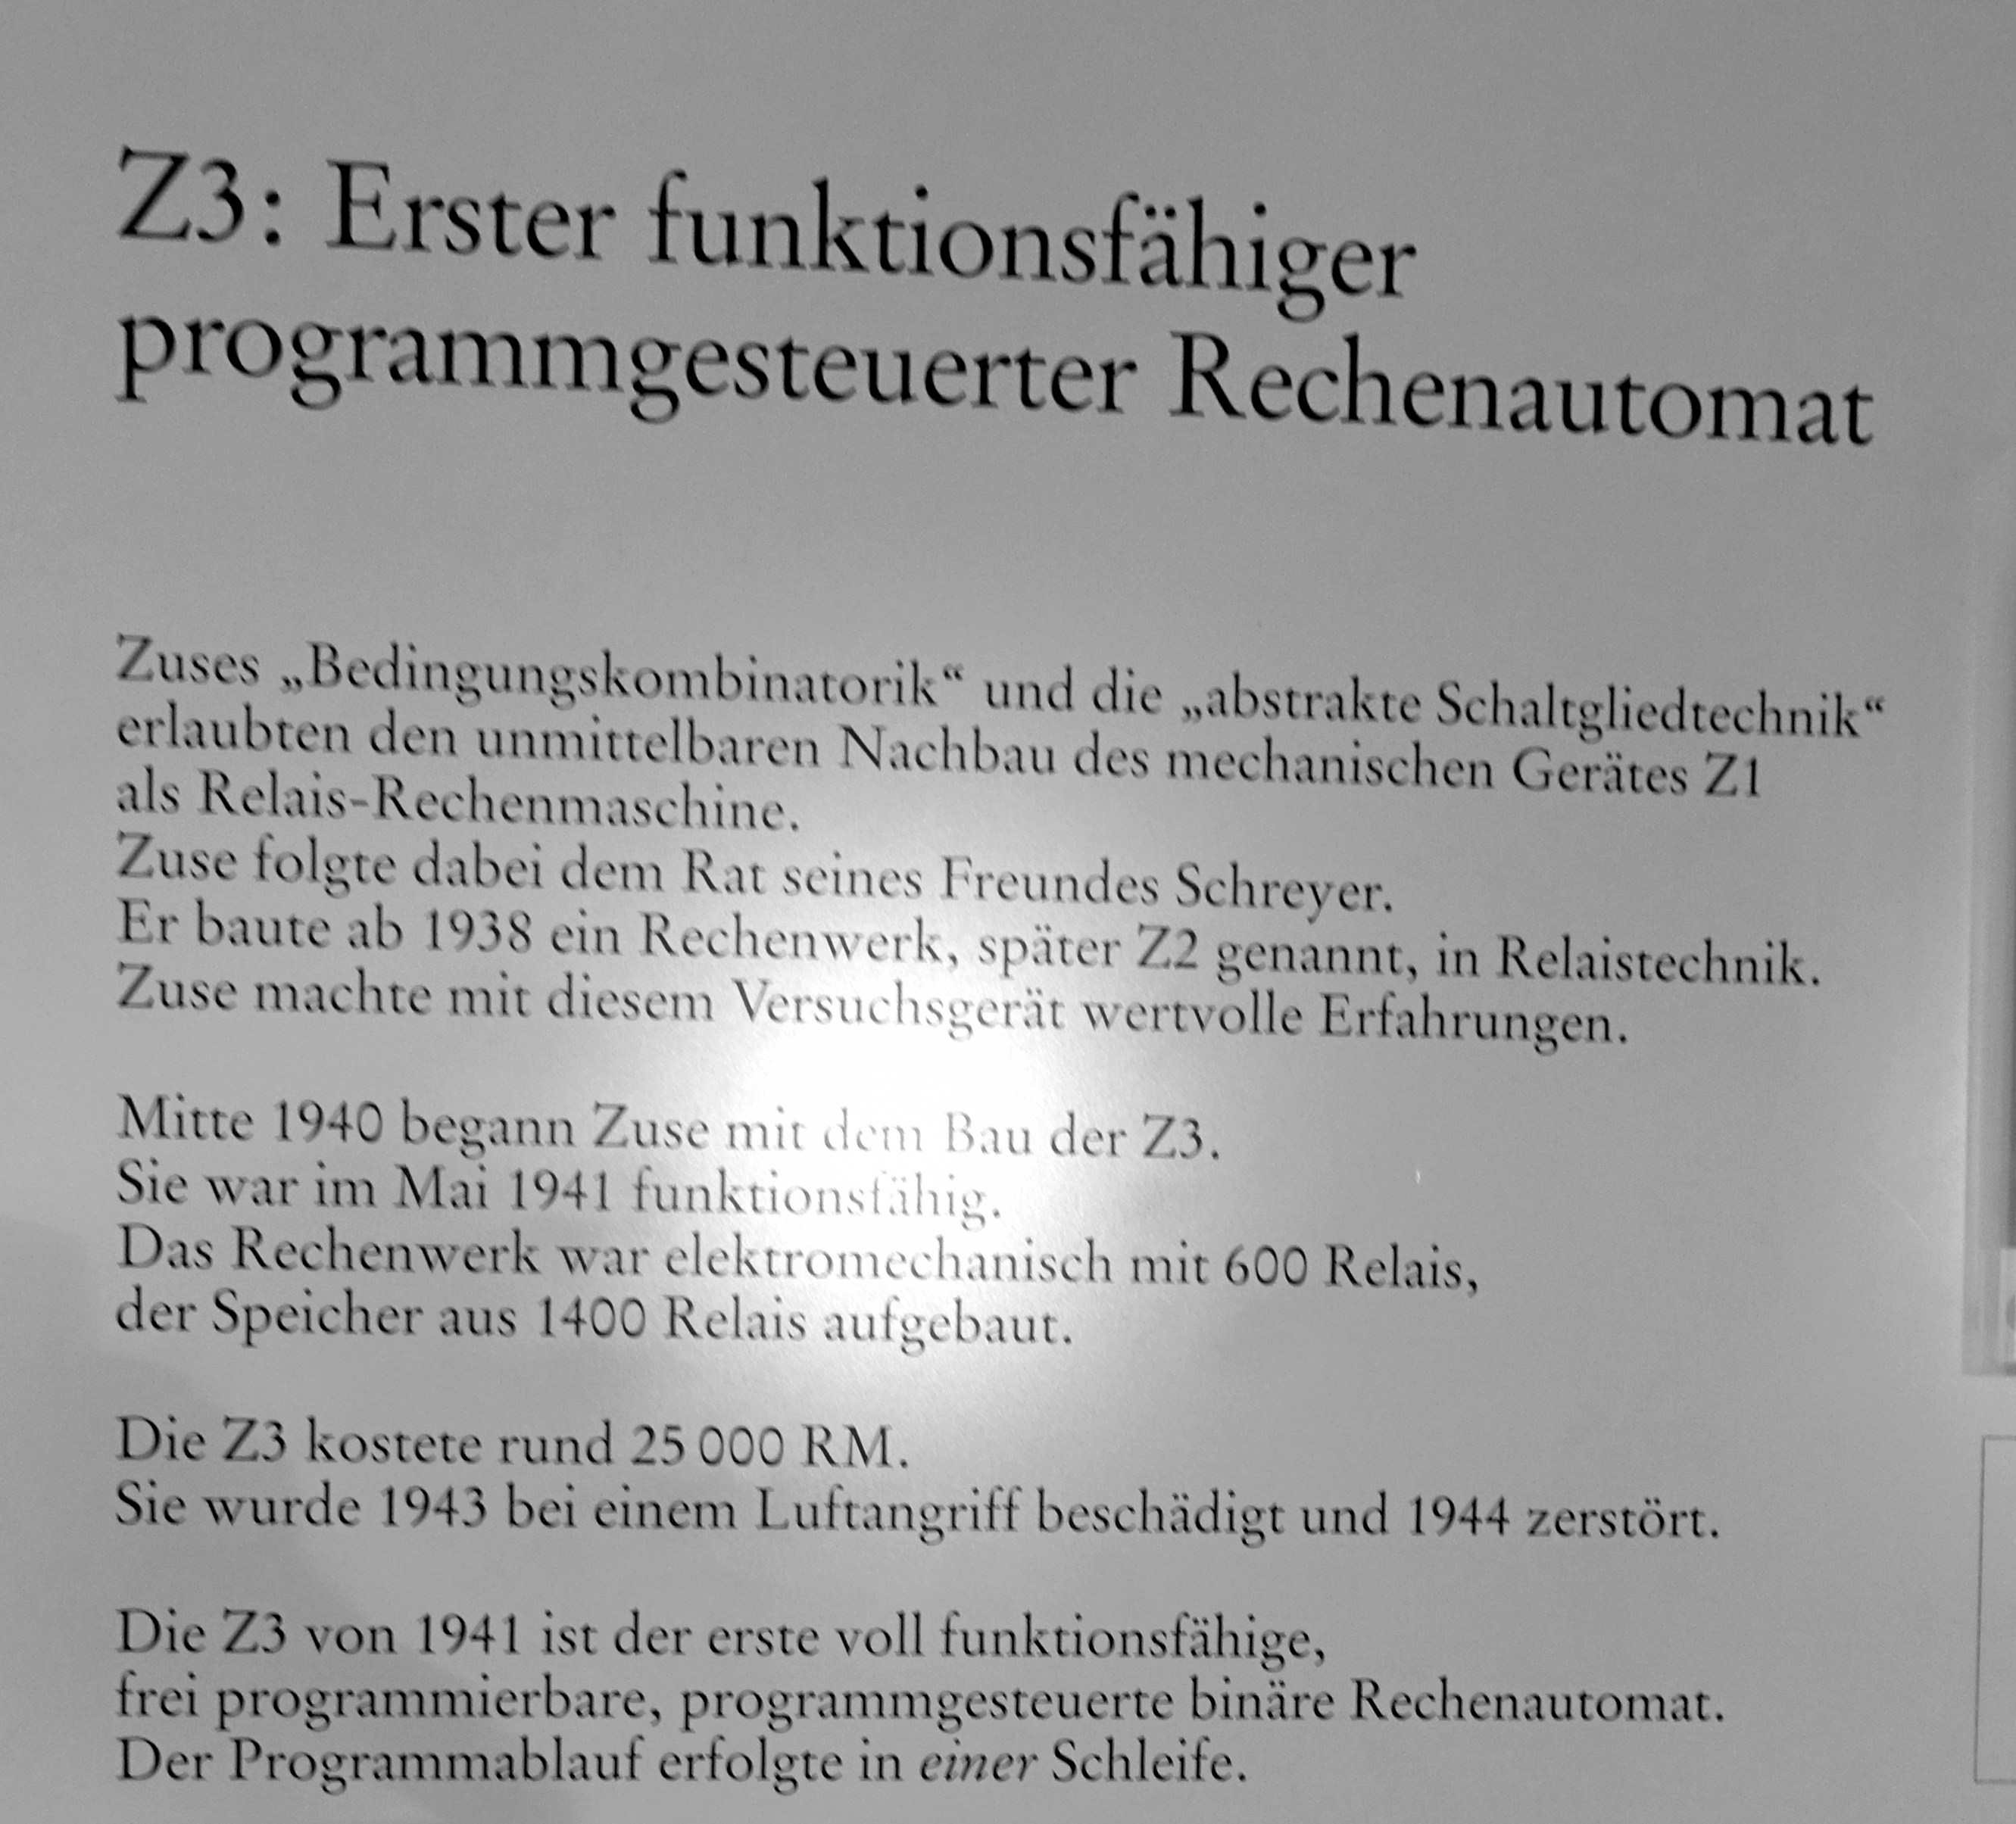 Z3: Erster funktionsfähiger
programmgesteuerter Rechenautomat
Zuses „Bedingungskombinatorik“ und die „abstrakte Schaltgliedtechnik“
erlaubten den unmittelbaren Nachbau des mechanischen Gerätes Z1
als Relais-Rechenmaschine.
Zuse folgte dabei dem Rat seines Freundes Schreyer.
Er baute ab 1938 ein Rechenwerk, später Z2 genannt, in Relaistechnik.
Zuse machte mit diesem Versuchsgerät wertvolle Erfahrungen.
Mitte 1940 begann Zuse mit dem Bau der Z3.
Sie war im Mai 1941 funktionsfähig.
Das Rechenwerk war elektromechanisch mit 600 Relais,
der Speicher aus 1400 Relais aufgebaut.
Die Z3 kostete rund 25 000 RM.
Sie wurde 1943 bei einem Luftangriff beschädigt und 1944 zerstört.
Die Z3 von 1941 ist der erste voll funktionsfähige,
frei programmierbare, programmgesteuerte binäre Rechenautomat.
Der Programmablauf erfolgte in einer Schleife.